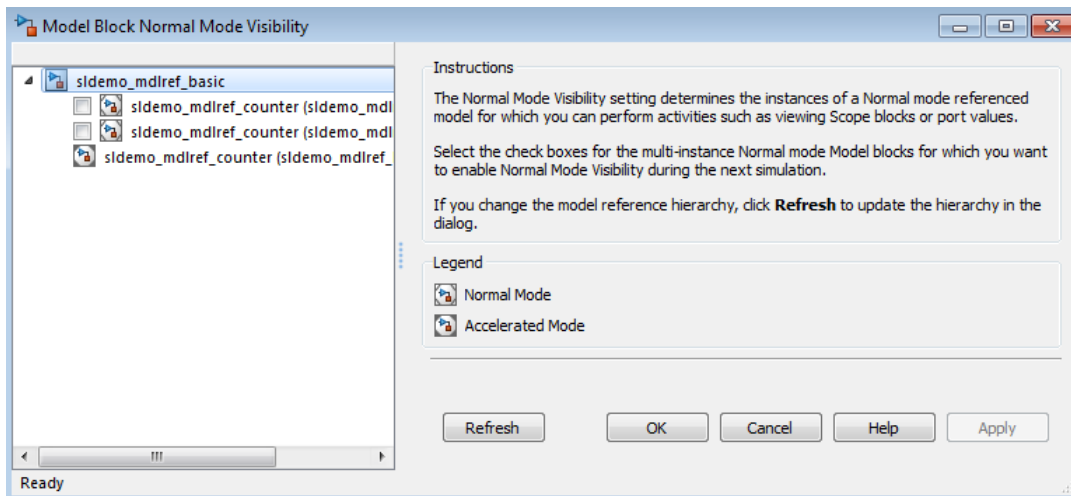 Model Block Normal Mode Visibility
sldemo_mdlref_basic
sldemo_mdlref_counter (sldemo_mdl
sldemo_mdlref_counter (sldemo_mdl
sldemo_mdlref_counter (sldemo_mdlref_
Instructions
The Normal Mode Visibility setting determines the instances of a Normal mode referenced
model for which you can perform activities such as viewing Scope blocks or port values.
Select the check boxes for the multi-instance Normal mode Model blocks for which you want
to enable Normal Mode Visibility during the next simulation.
If you change the model reference hierarchy, click Refresh to update the hierarchy in the
dialog.
Legend
Normal Mode
Accelerated Mode
Refresh OK Cancel Help Apply
Ready